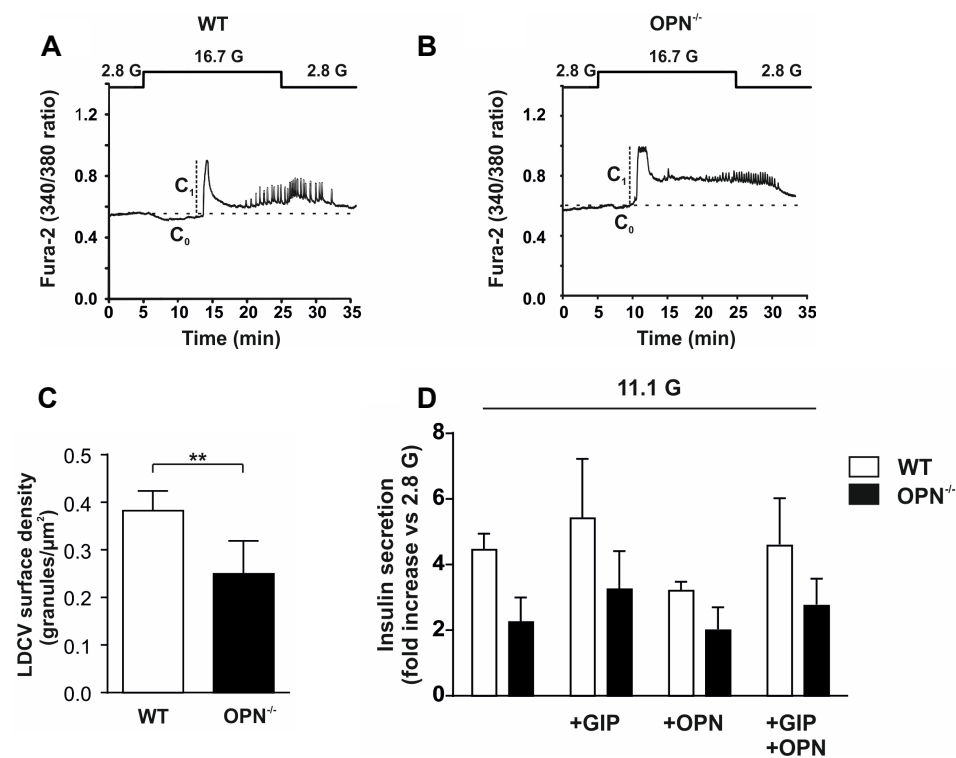 WT
A
2.8 G 16.7 G 2.8 G
Fura-2 (340/380 ratio)
1.2
0.8
0.4
0.0
C₁
C₀
0 5 10 15 20 25 30 35
Time (min)
OPN⁻/⁻
B
2.8 G 16.7 G 2.8 G
Fura-2 (340/380 ratio)
1.2
0.8
0.4
0.0
C₁
C₀
0 5 10 15 20 25 30 35
Time (min)
C
LDCV surface density
(granules/μm²)
0.5
0.4
0.3
0.2
0.1
0.0
**
WT OPN⁻/⁻
D
11.1 G
Insulin secretion
(fold increase vs 2.8 G)
8
6
4
2
0
+GIP +OPN +GIP
+OPN
WT
OPN⁻/⁻